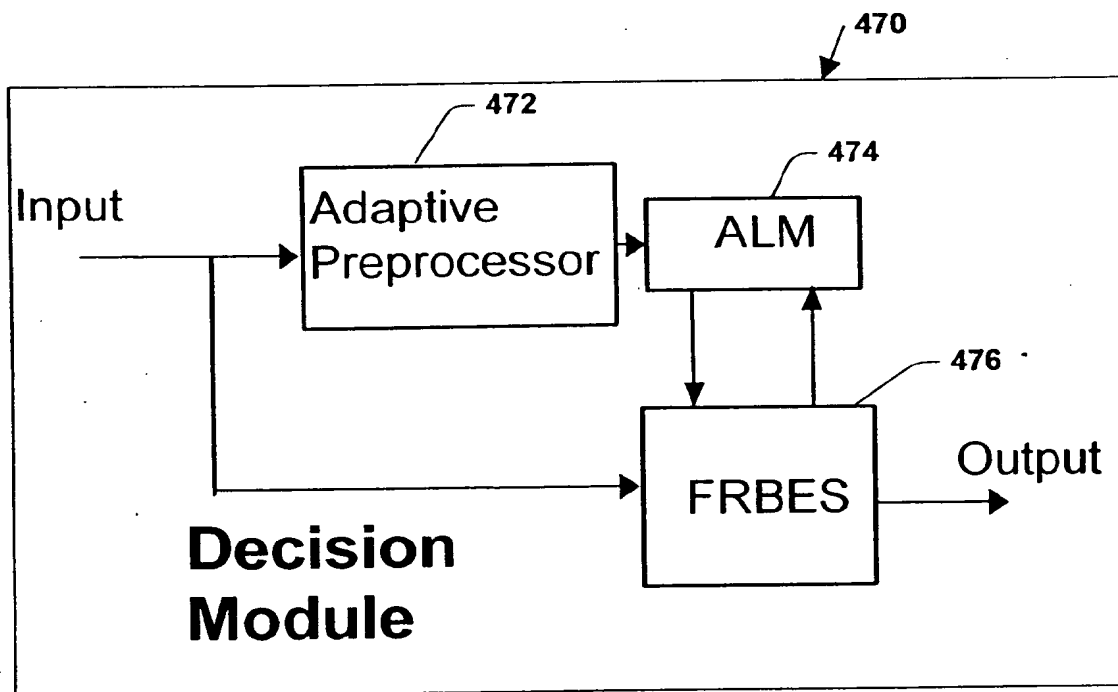 470
472
474
Input
Adaptive
Preprocessor
ALM
476
Output
FRBES
Decision
Module